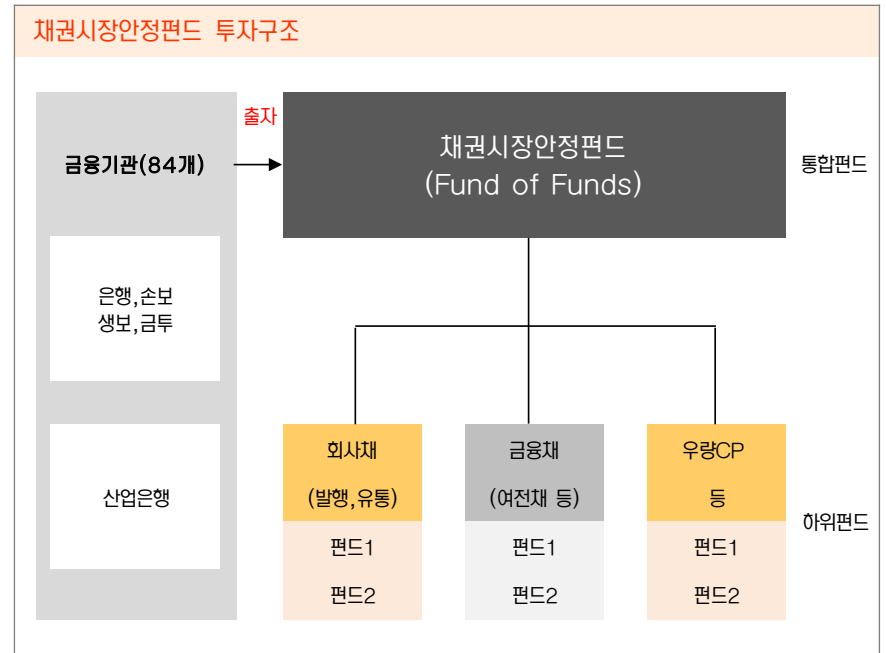 채권시장안정펀드 투자구조
출자
금융기관(84개)
채권시장안정펀드
(Fund of Funds)
통합펀드
은행,손보
생보,금투
산업은행
회사채
(발행,유통)
펀드1
펀드2
금융채
(여전채 등)
펀드1
펀드2
우량CP
등
펀드1
펀드2
하위펀드